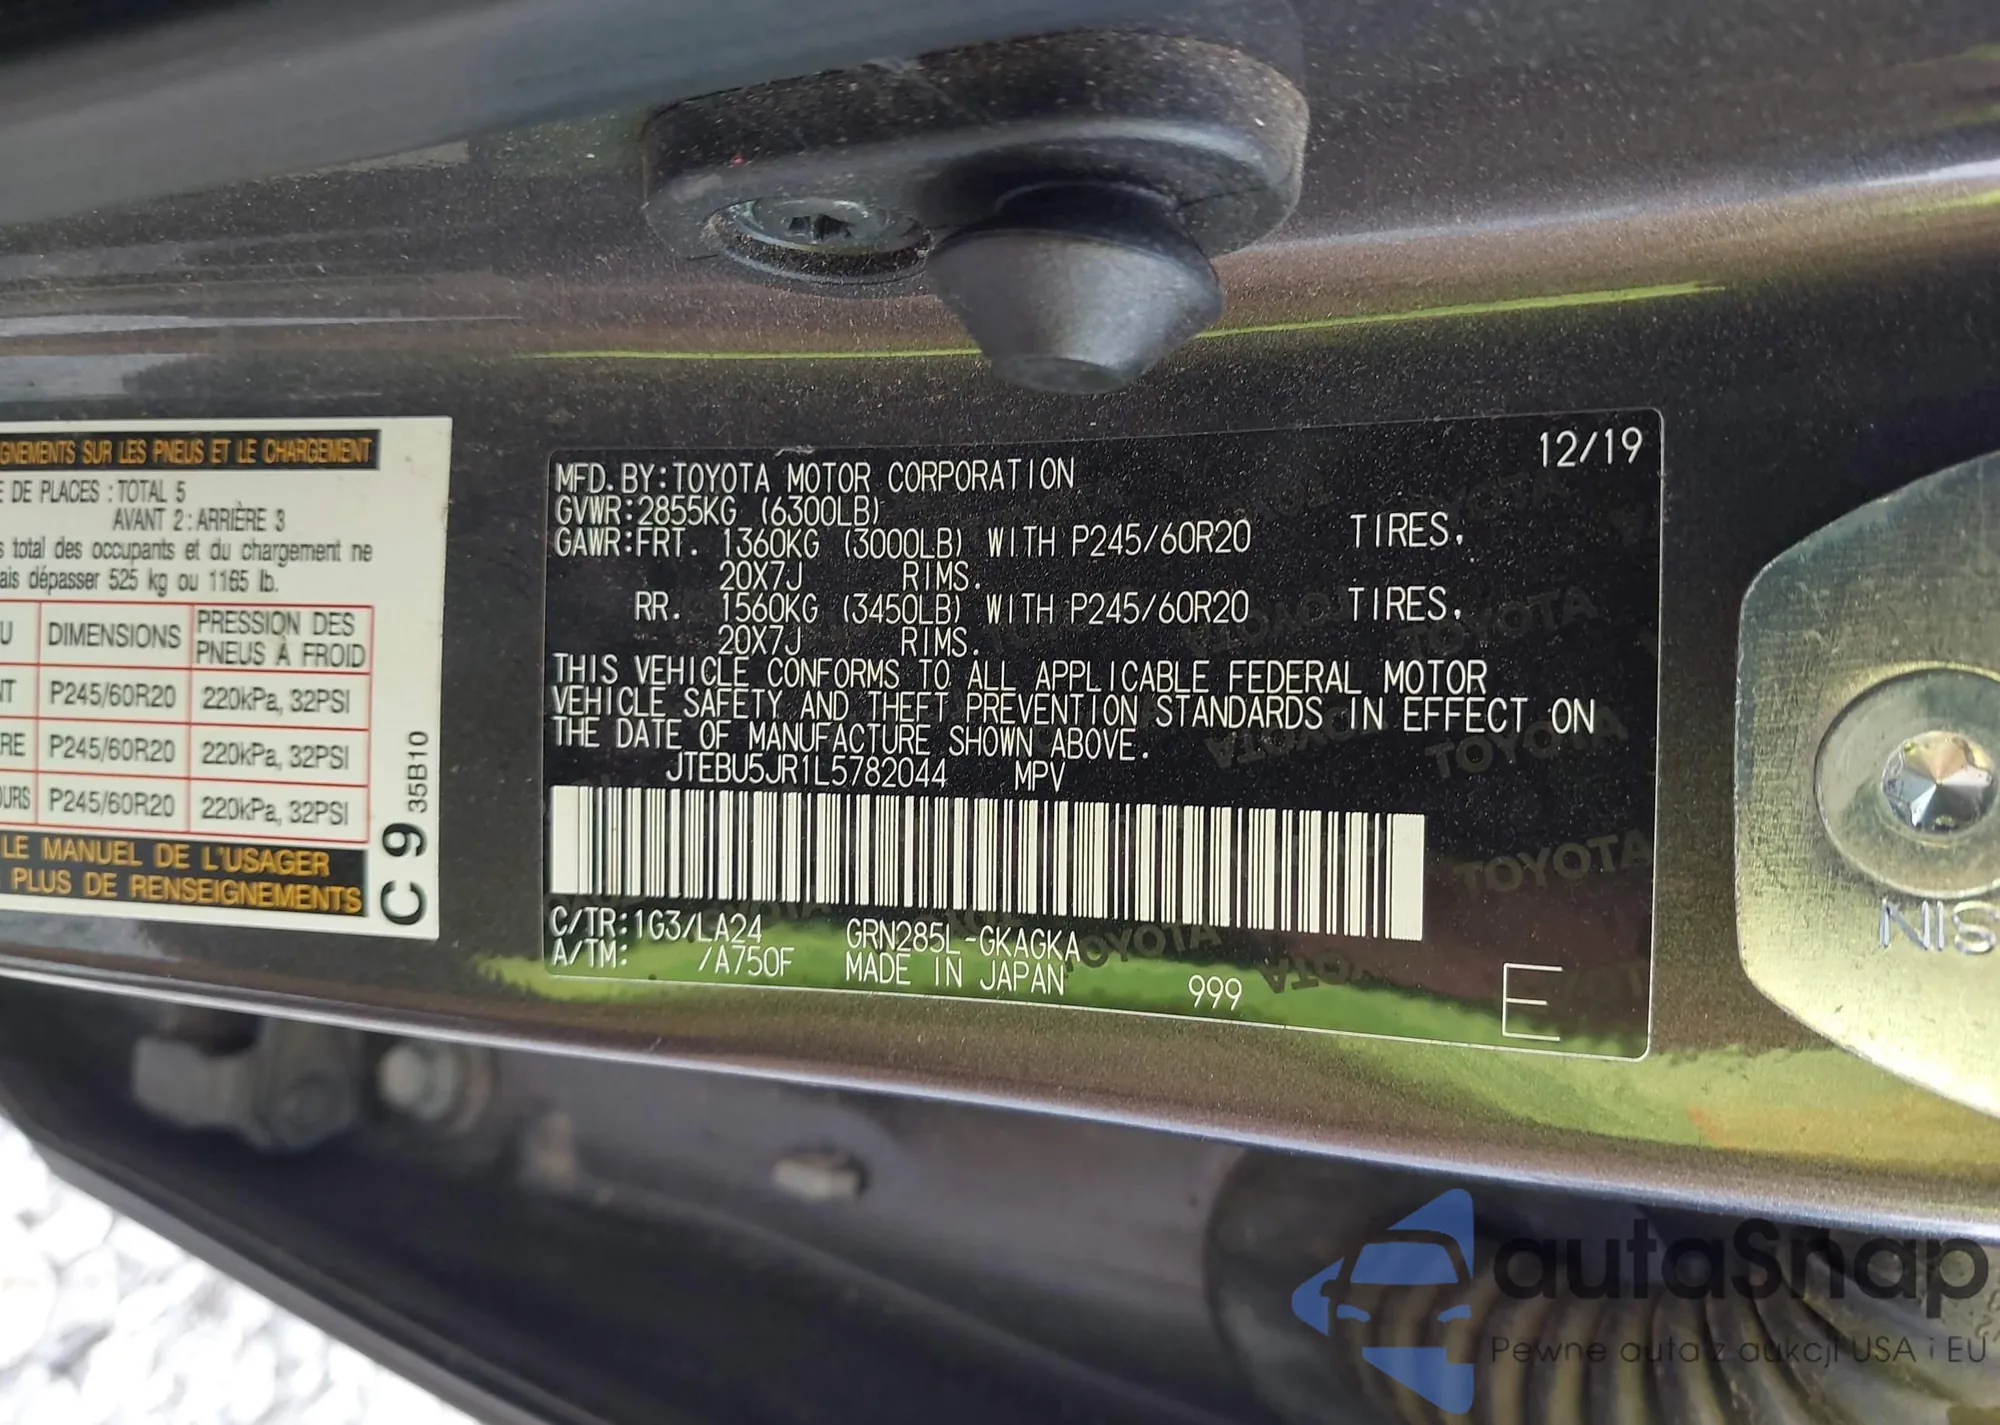 GNEMENTS SUR LES PNEUS ET LE CHARGEMENT
E DE PLACES : TOTAL 5
AVANT 2 : ARRIÈRE 3
s total des occupants et du chargement ne
ais dépasser 525 kg ou 1165 lb.
U DIMENSIONS PRESSION DES PNEUS À FROID
NT P245/60R20 220kPa, 32PSI
RE P245/60R20 220kPa, 32PSI
OURS P245/60R20 220kPa, 32PSI
LE MANUEL DE L'USAGER
PLUS DE RENSEIGNEMENTS
C 9 35B10
12/19
MFD. BY: TOYOTA MOTOR CORPORATION
GVWR: 2855KG (6300LB)
GAWR: FRT. 1360KG (3000LB) WITH P245/60R20 TIRES,
20X7J RIMS.
RR. 1560KG (3450LB) WITH P245/60R20 TIRES,
20X7J RIMS.
THIS VEHICLE CONFORMS TO ALL APPLICABLE FEDERAL MOTOR
VEHICLE SAFETY AND THEFT PREVENTION STANDARDS IN EFFECT ON
THE DATE OF MANUFACTURE SHOWN ABOVE.
JTEBU5JR1L5782044 MPV
C/TR: 1G3/LA24 GRN285L-GKAGKA
A/TM: /A750F MADE IN JAPAN 999
E
NIS
autaSnap
Pewne auta z aukcji USA i EU